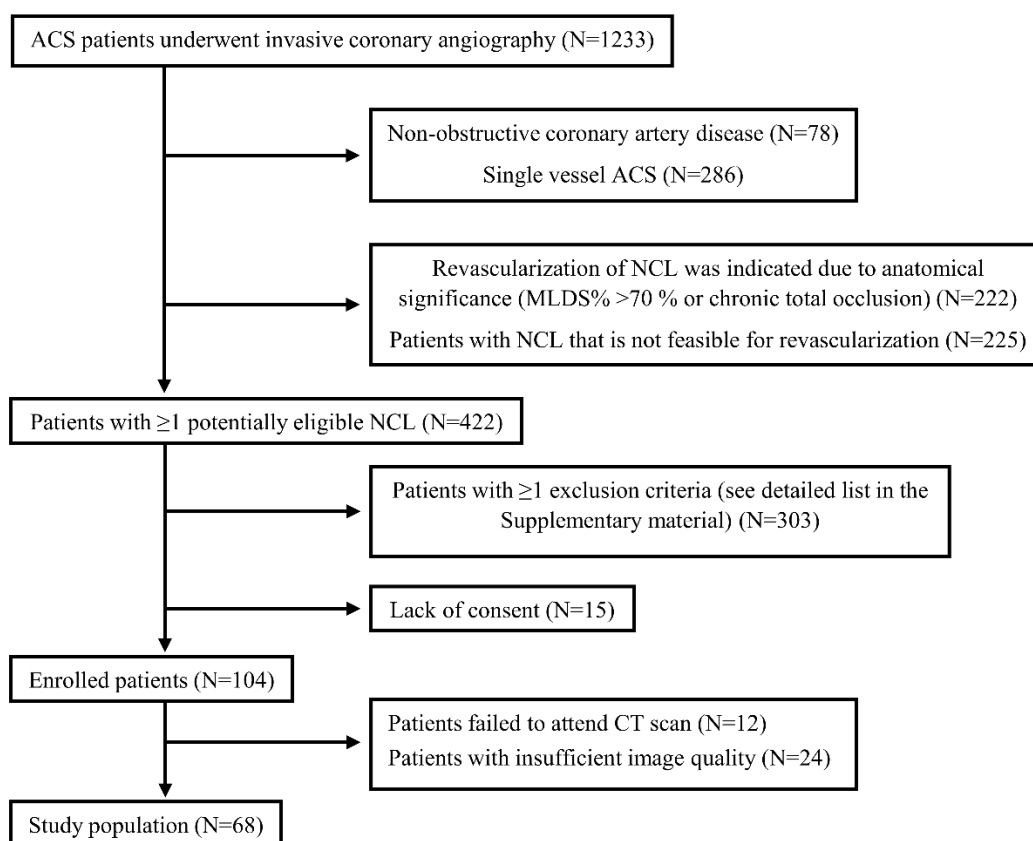 ACS patients underwent invasive coronary angiography (N=1233)
Non-obstructive coronary artery disease (N=78)
Single vessel ACS (N=286)
Revascularization of NCL was indicated due to anatomical
significance (MLDS% >70 % or chronic total occlusion) (N=222)
Patients with NCL that is not feasible for revascularization (N=225)
Patients with ≥1 potentially eligible NCL (N=422)
Patients with ≥1 exclusion criteria (see detailed list in the
Supplementary material) (N=303)
Lack of consent (N=15)
Enrolled patients (N=104)
Patients failed to attend CT scan (N=12)
Patients with insufficient image quality (N=24)
Study population (N=68)